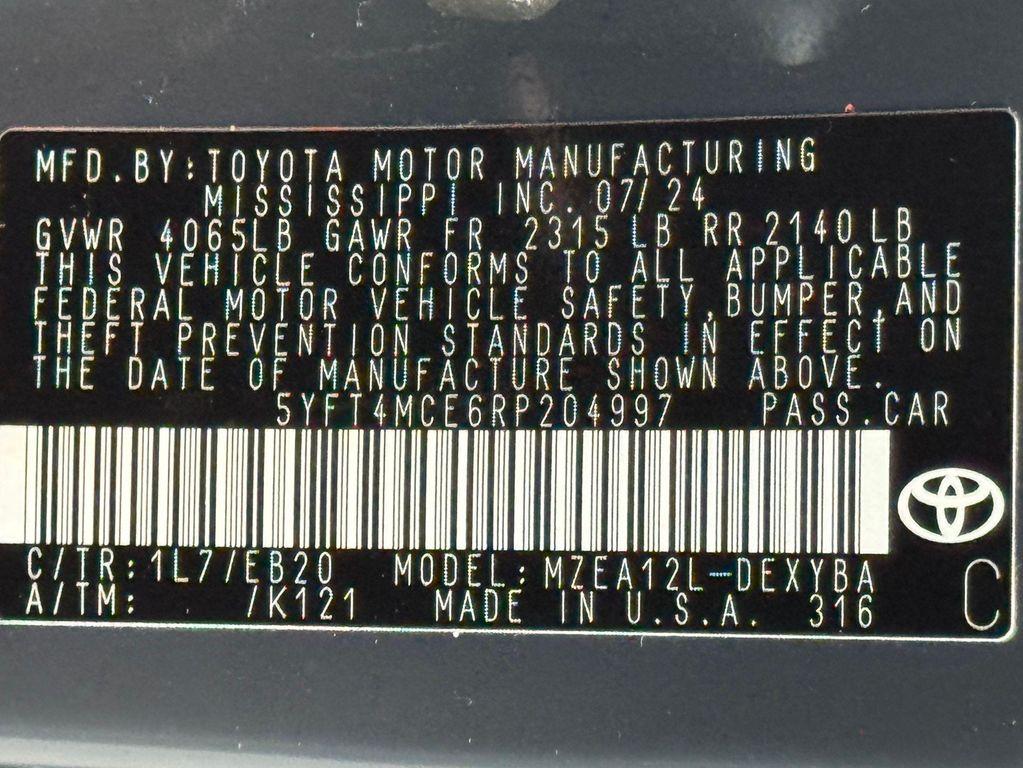 MFD.BY:TOYOTA MOTOR MANUFACTURING
MISSISSIPPI INC. 07/24
GVWR 4065LB GAWR FR 2315 LB RR 2140 LB
THIS VEHICLE CONFORMS TO ALL APPLICABLE
FEDERAL MOTOR VEHICLE SAFETY,BUMPER,AND
THEFT PREVENTION STANDARDS IN EFFECT ON
THE DATE OF MANUFACTURE SHOWN ABOVE.
5YFT4MCE6RP204997 PASS.CAR
C/TR:1L7/EB20 MODEL:MZEA12L-DEXYBA
A/TM: /K121 MADE IN U.S.A. 316 C